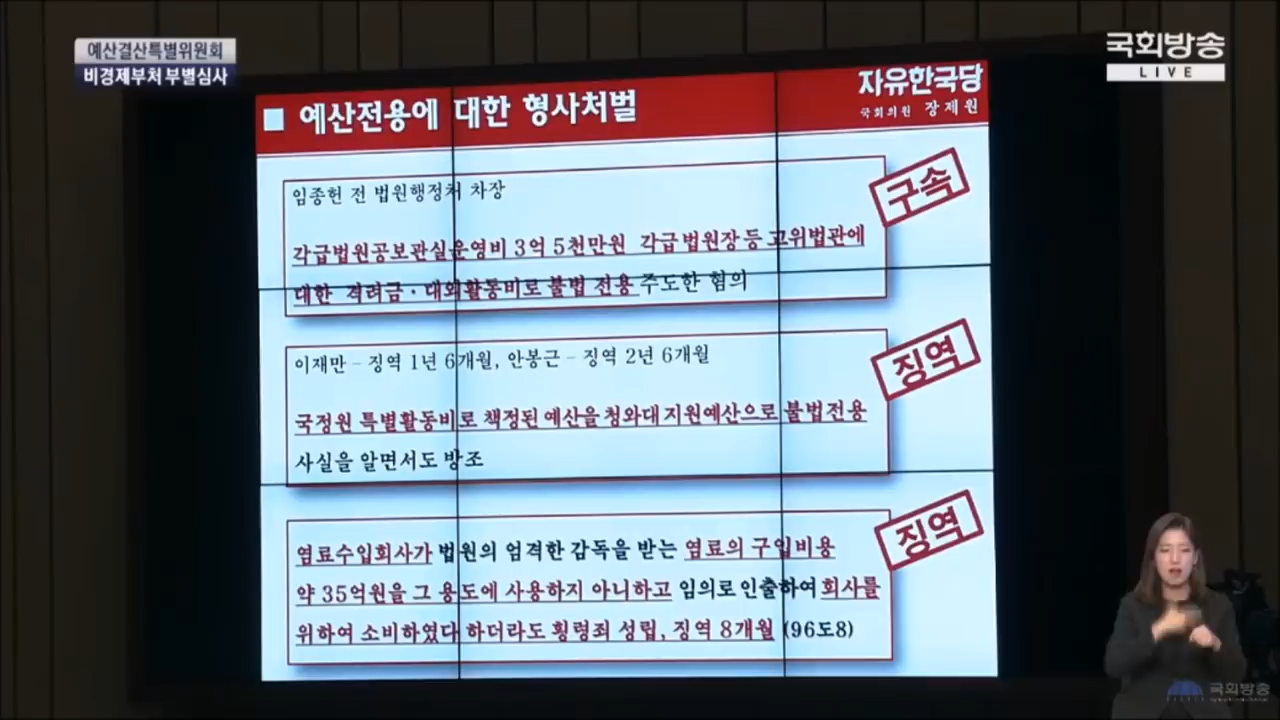 예산결산특별위원회
비경제부처 부별심사
국회방송
LIVE
■ 예산전용에 대한 형사처벌
자유한국당
국회의원 장제원
임종헌 전 법원행정처 차장
구속
각급법원공보관실운영비 3억 5천만원 각급법원장 등 고위법관에
대한 격려금·대외활동비로 불법 전용 주도한 혐의
이재만 – 징역 1년 6개월, 안봉근 – 징역 2년 6개월
징역
국정원 특별활동비로 책정된 예산을 청와대 지원예산으로 불법전용
사실을 알면서도 방조
징역
염료수입회사가 법원의 엄격한 감독을 받는 염료의 구입비용
약 35억원을 그 용도에 사용하지 아니하고 임의로 인출하여 회사를
위하여 소비하였다 하더라도 횡령죄 성립, 징역 8개월 (96도8)
국회방송